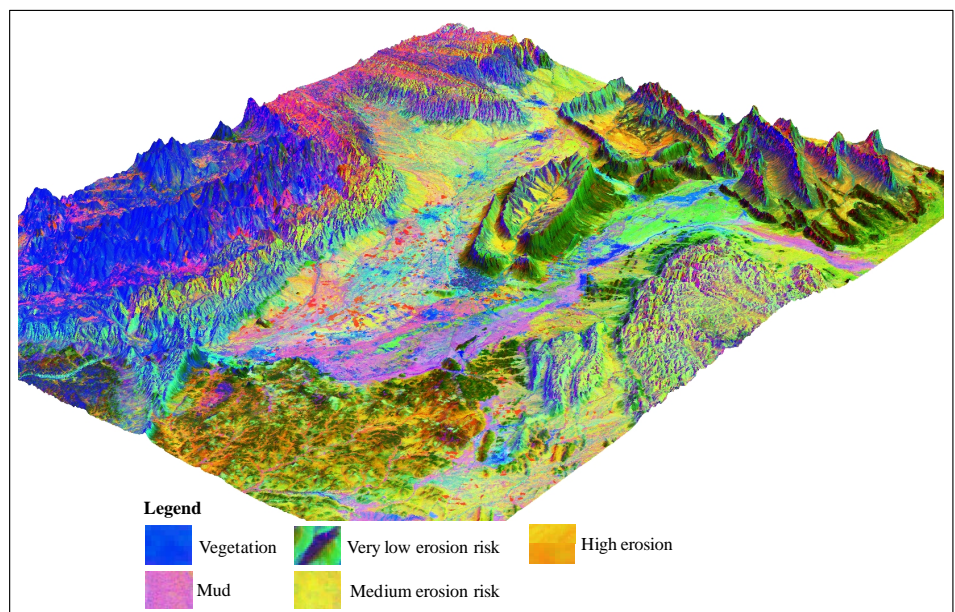 Legend
Vegetation
Very low erosion risk
High erosion
Mud
Medium erosion risk